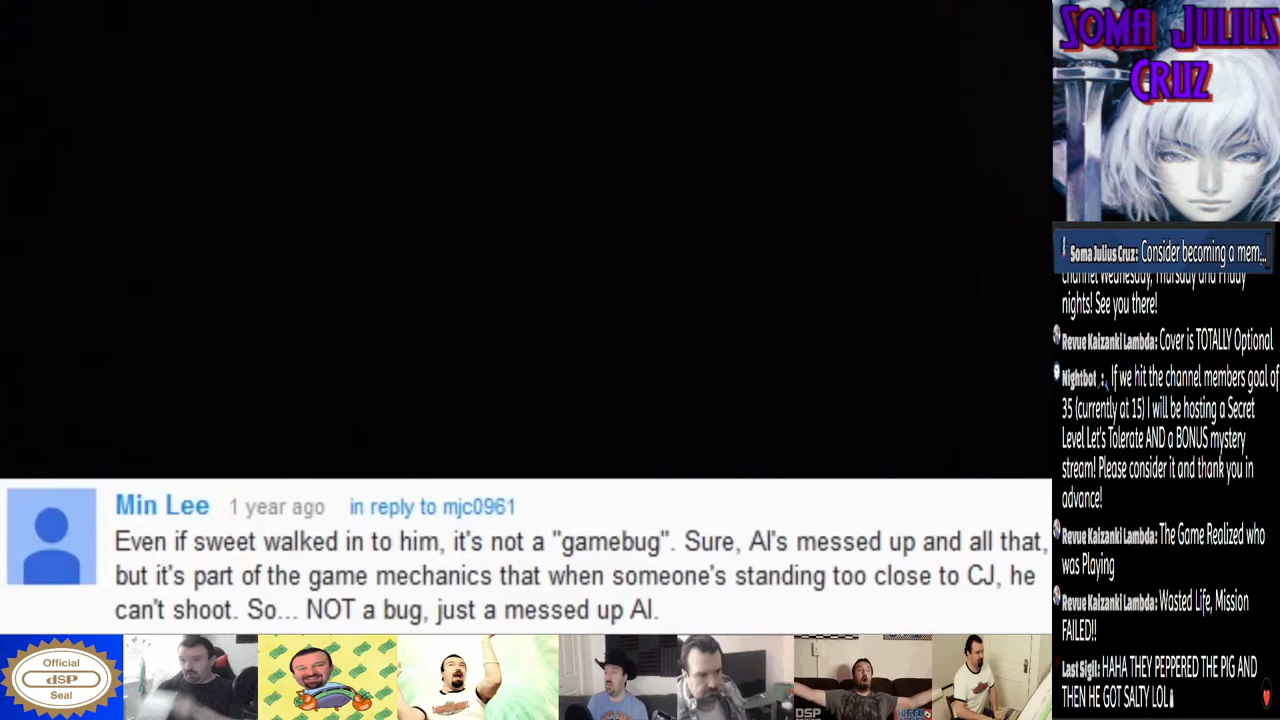 SOMA JULIUS
CRUZ
Soma Julius Cruz: Consider becoming a mem...
channel Wednesday, Thursday and Friday
nights! See you there!
Revue Kaizanki Lambda: Cover is TOTALLY Optional
Nightbot : If we hit the channel members goal of
35 (currently at 15) I will be hosting a Secret
Level Let's Tolerate AND a BONUS mystery
stream! Please consider it and thank you in
advance!
Revue Kaizanki Lambda: The Game Realized who
was Playing
Revue Kaizanki Lambda: Wasted Life, Mission
FAILED!!
Last Sigil: HAHA THEY PEPPERED THE PIG AND
THEN HE GOT SALTY LOL
Min Lee 1 year ago in reply to mjc0961
Even if sweet walked in to him, it's not a "gamebug". Sure, AI's messed up and all that,
but it's part of the game mechanics that when someone's standing too close to CJ, he
can't shoot. So... NOT a bug, just a messed up AI.
Official
dSP
Seal
DSP